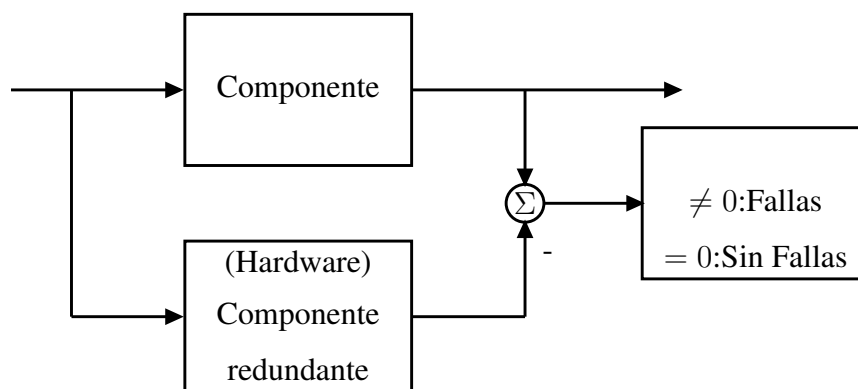 Componente
Σ
≠ 0:Fallas
= 0:Sin Fallas
-
(Hardware)
Componente
redundante